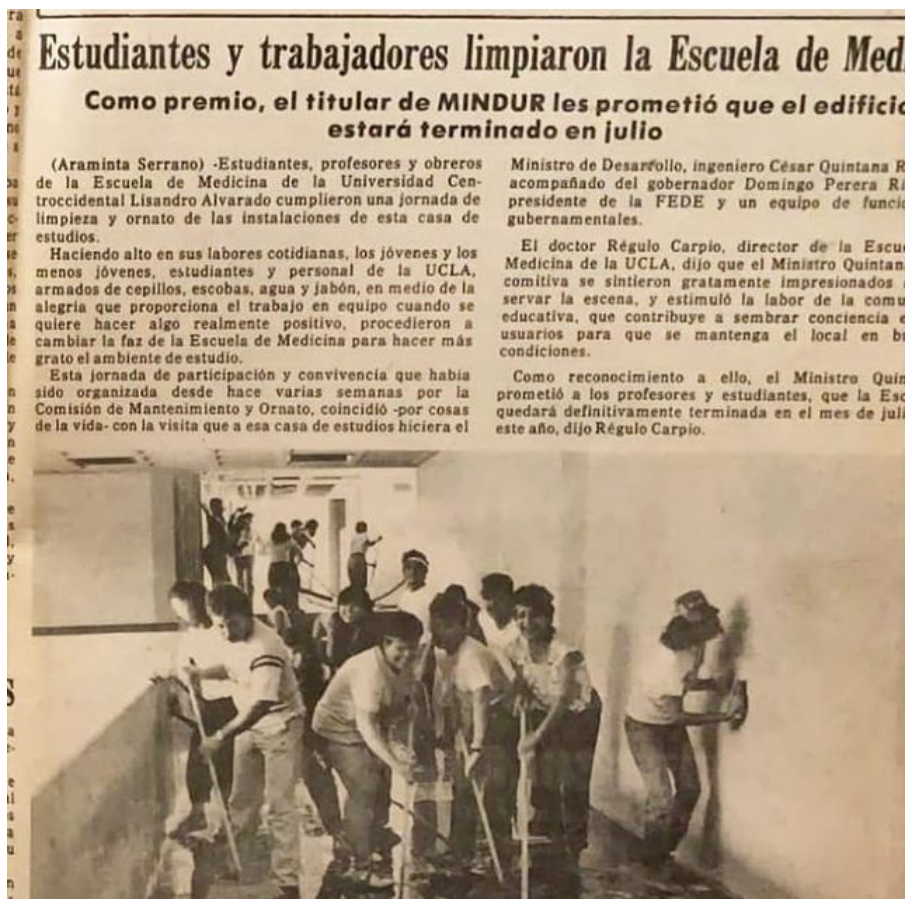 Estudiantes y trabajadores limpiaron la Escuela de Med
Como premio, el titular de MINDUR les prometió que el edificio
estará terminado en julio
(Araminta Serrano) -Estudiantes, profesores y obreros
de la Escuela de Medicina de la Universidad Cen-
troccidental Lisandro Alvarado cumplieron una jornada de
limpieza y ornato de las instalaciones de esta casa de
estudios.
Haciendo alto en sus labores cotidianas, los jóvenes y los
menos jóvenes, estudiantes y personal de la UCLA,
armados de cepillos, escobas, agua y jabón, en medio de la
alegria que proporciona el trabajo en equipo cuando se
quiere hacer algo realmente positivo, procedieron a
cambiar la faz de la Escuela de Medicina para hacer más
grato el ambiente de estudio.
Esta jornada de participación y convivencia que había
sido organizada desde hace varias semanas por la
Comisión de Mantenimiento y Ornato, coincidió -por cosas
de la vida- con la visita que a esa casa de estudios hiciera el
Ministro de Desarrollo, ingeniero César Quintana R
acompañado del gobernador Domingo Perera Ri
presidente de la FEDE y un equipo de funcio
gubernamentales.
El doctor Régulo Carpio, director de la Escue
Medicina de la UCLA, dijo que el Ministro Quintan
comitiva se sintieron gratamente impresionados
servar la escena, y estimuló la labor de la comu
educativa, que contribuye a sembrar conciencia e
usuarios para que se mantenga el local en bu
condiciones.
Como reconocimiento a ello, el Ministro Quin
prometió a los profesores y estudiantes, que la Esc
quedará definitivamente terminada en el mes de juli
este año, dijo Régulo Carpio.